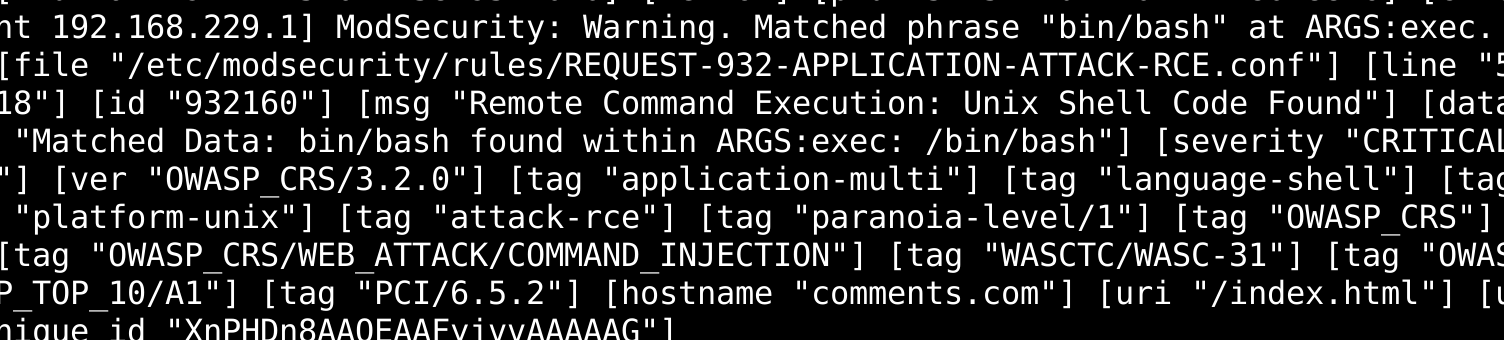 nt 192.168.229.1] ModSecurity: Warning. Matched phrase "bin/bash" at ARGS:exec.
[file "/etc/modsecurity/rules/REQUEST-932-APPLICATION-ATTACK-RCE.conf"] [line "5
18"] [id "932160"] [msg "Remote Command Execution: Unix Shell Code Found"] [data
"Matched Data: bin/bash found within ARGS:exec: /bin/bash"] [severity "CRITICAL
"] [ver "OWASP_CRS/3.2.0"] [tag "application-multi"] [tag "language-shell"] [tag
"platform-unix"] [tag "attack-rce"] [tag "paranoia-level/1"] [tag "OWASP_CRS"]
[tag "OWASP_CRS/WEB_ATTACK/COMMAND_INJECTION"] [tag "WASCTC/WASC-31"] [tag "OWAS
P_TOP_10/A1"] [tag "PCI/6.5.2"] [hostname "comments.com"] [uri "/index.html"] [u
nique_id